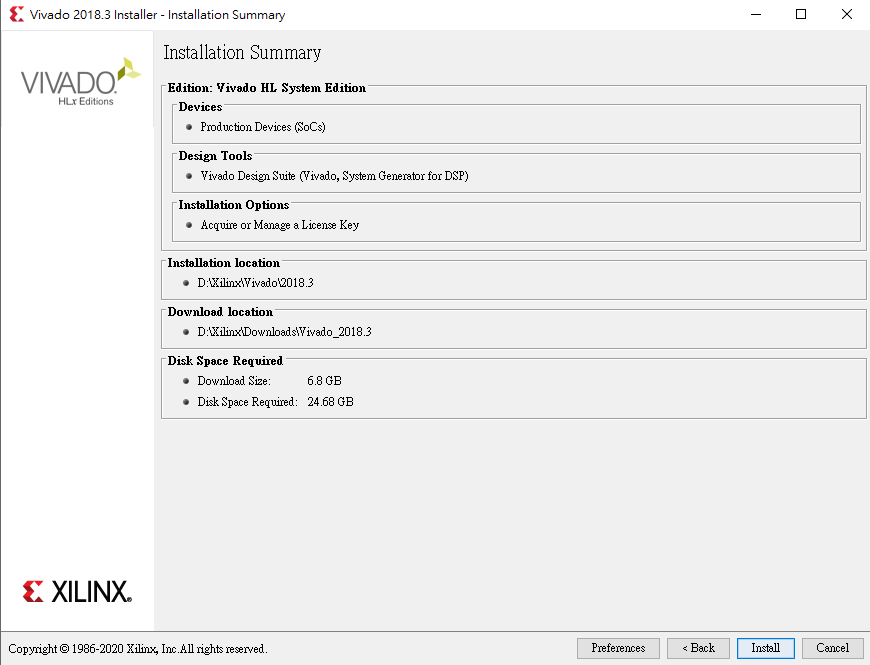 Vivado 2018.3 Installer - Installation Summary
VIVADO.
HLx Editions
Installation Summary
Edition: Vivado HL System Edition
Devices
Production Devices (SoCs)
Design Tools
Vivado Design Suite (Vivado, System Generator for DSP)
Installation Options
Acquire or Manage a License Key
Installation location
D:\Xilinx\Vivado\2018.3
Download location
D:\Xilinx\Downloads\Vivado_2018.3
Disk Space Required
Download Size: 6.8 GB
Disk Space Required: 24.68 GB
XILINX®
Copyright © 1986-2020 Xilinx, Inc.All rights reserved.
Preferences < Back Install Cancel